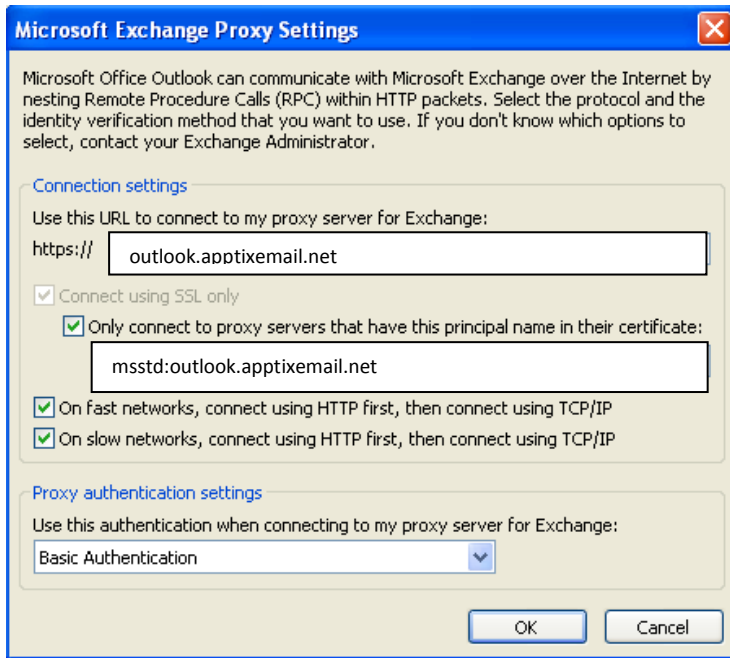 Microsoft Exchange Proxy Settings
Microsoft Office Outlook can communicate with Microsoft Exchange over the Internet by
nesting Remote Procedure Calls (RPC) within HTTP packets. Select the protocol and the
identity verification method that you want to use. If you don't know which options to
select, contact your Exchange Administrator.
Connection settings
Use this URL to connect to my proxy server for Exchange:
https:// outlook.apptixemail.net
Connect using SSL only
Only connect to proxy servers that have this principal name in their certificate:
msstd:outlook.apptixemail.net
On fast networks, connect using HTTP first, then connect using TCP/IP
On slow networks, connect using HTTP first, then connect using TCP/IP
Proxy authentication settings
Use this authentication when connecting to my proxy server for Exchange:
Basic Authentication
OK Cancel